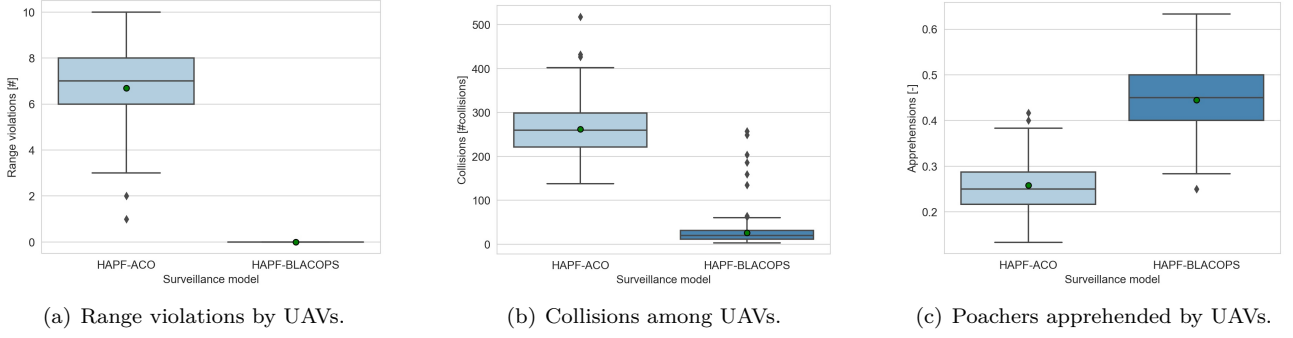 10
8
6
4
2
0
Range violations [#]
HAPF-ACO
HAPF-BLACOPS
Surveillance model
(a) Range violations by UAVs.
500
400
300
200
100
0
Collisions [#collisions]
HAPF-ACO
HAPF-BLACOPS
Surveillance model
(b) Collisions among UAVs.
0.6
0.5
0.4
0.3
0.2
Apprehensions [-]
HAPF-ACO
HAPF-BLACOPS
Surveillance model
(c) Poachers apprehended by UAVs.